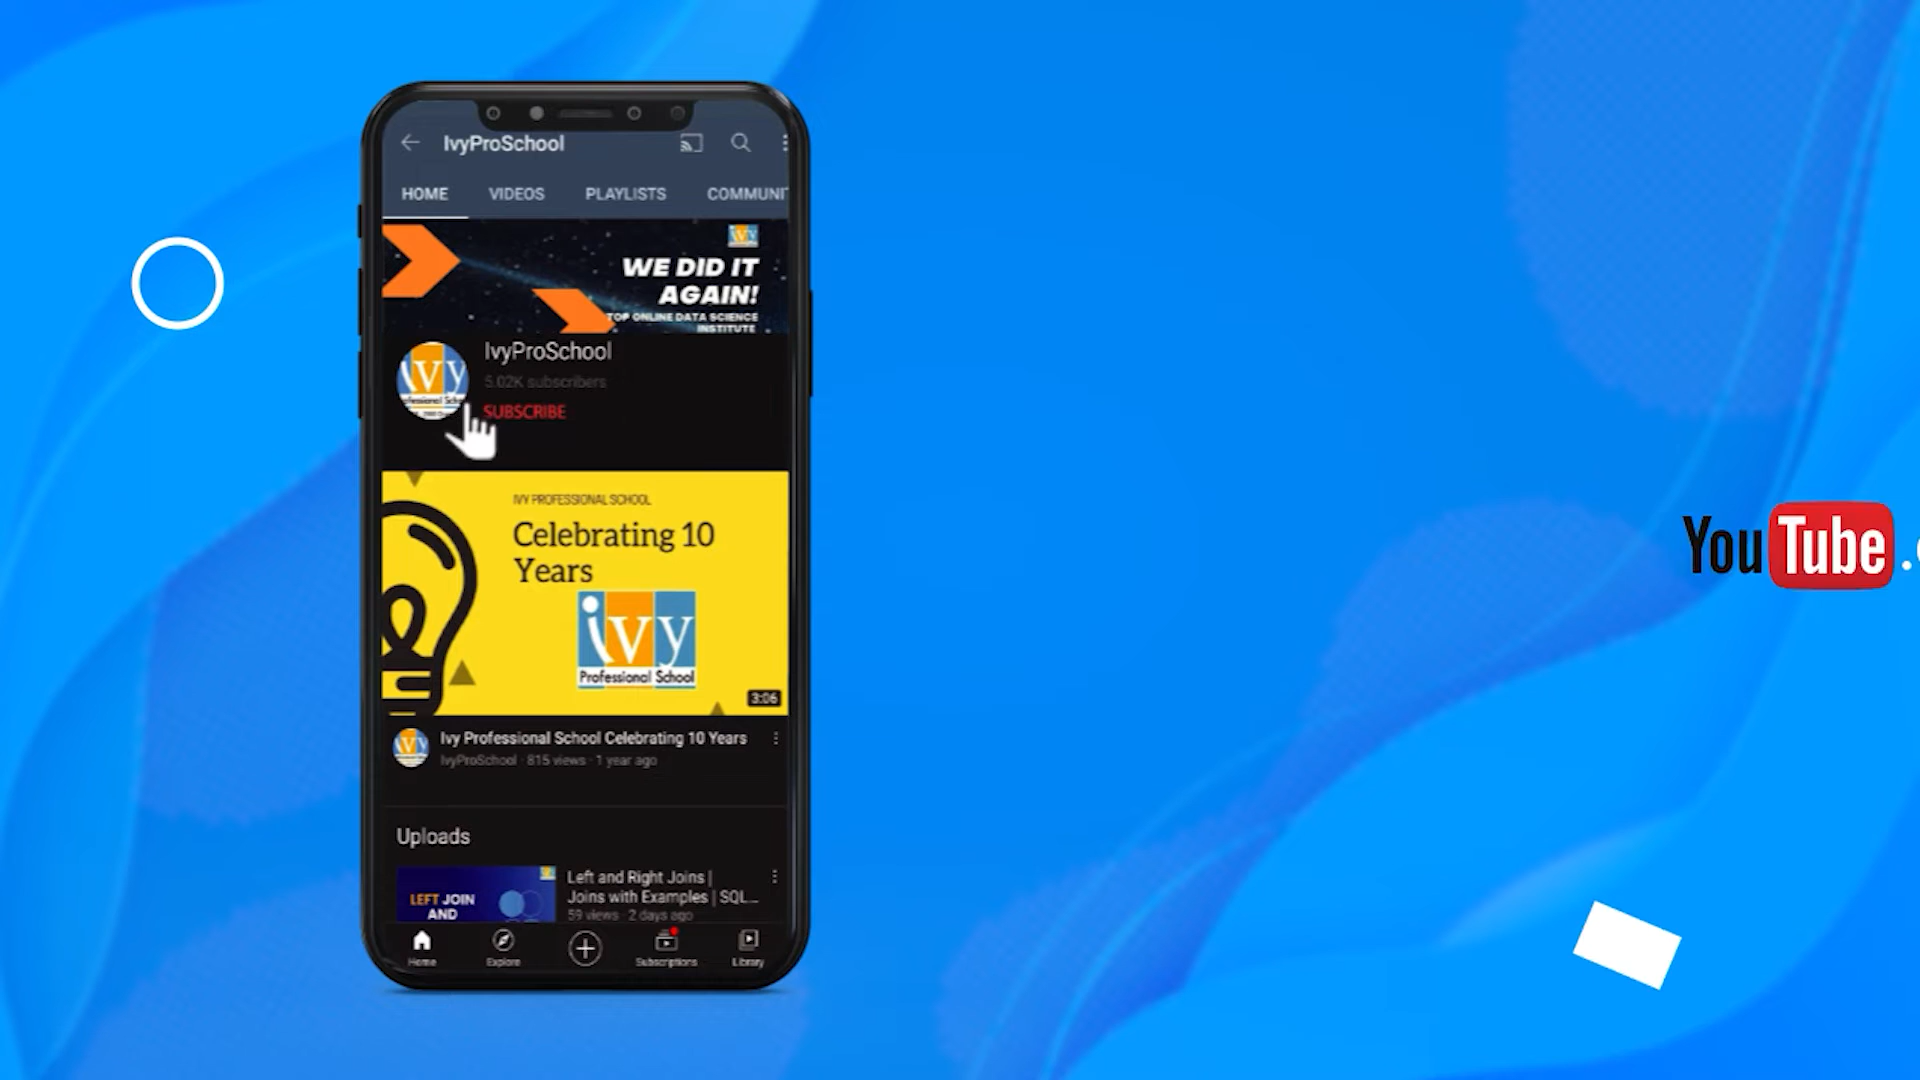 IvyProSchool
HOME VIDEOS PLAYLISTS COMMUNIT
ivy
WE DID IT
AGAIN!
TOP ONLINE DATA SCIENCE
INSTITUTE
IvyProSchool
5.02K subscribers
SUBSCRIBE
ivy
IVY PROFESSIONAL SCHOOL
Celebrating 10
Years
ivy
Professional School
3:06
Ivy Professional School Celebrating 10 Years
IvyProSchool · 815 views · 1 year ago
Uploads
LEFT JOIN
AND
Left and Right Joins |
Joins with Examples | SQL...
59 views · 2 days ago
Home Explore Subscriptions Library
YouTube